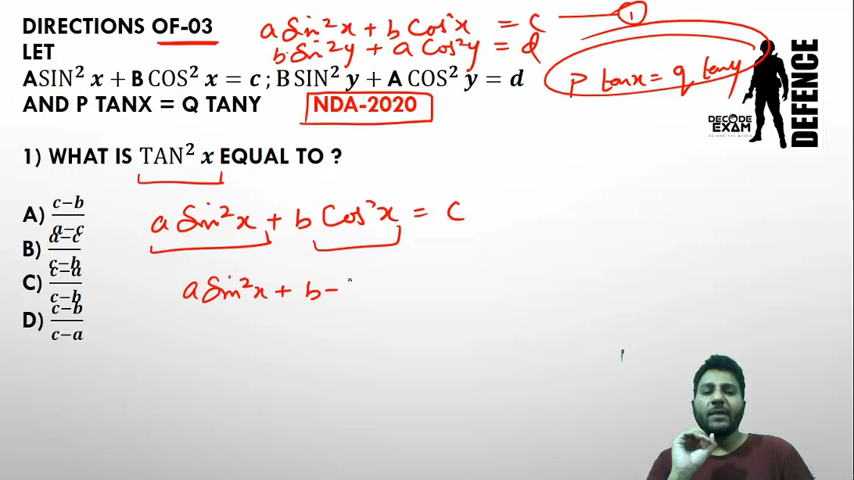 DIRECTIONS OF-03
LET
ASIN² x + B COS² x = c ; B SIN² y + A COS² y = d
AND P TANX = Q TANY NDA-2020
a Sin²x + b Cos²x = c ①
b Sin²y + a Cos²y = d
p tanx = q tany
DECODE EXAM
DEFENCE
1) WHAT IS TAN² x EQUAL TO ?
A) c−b / a−c
B) a−c / c−b
C) c−a / c−b
D) c−b / c−a
a Sin²x + b Cos²x = c
a Sin²x + b −